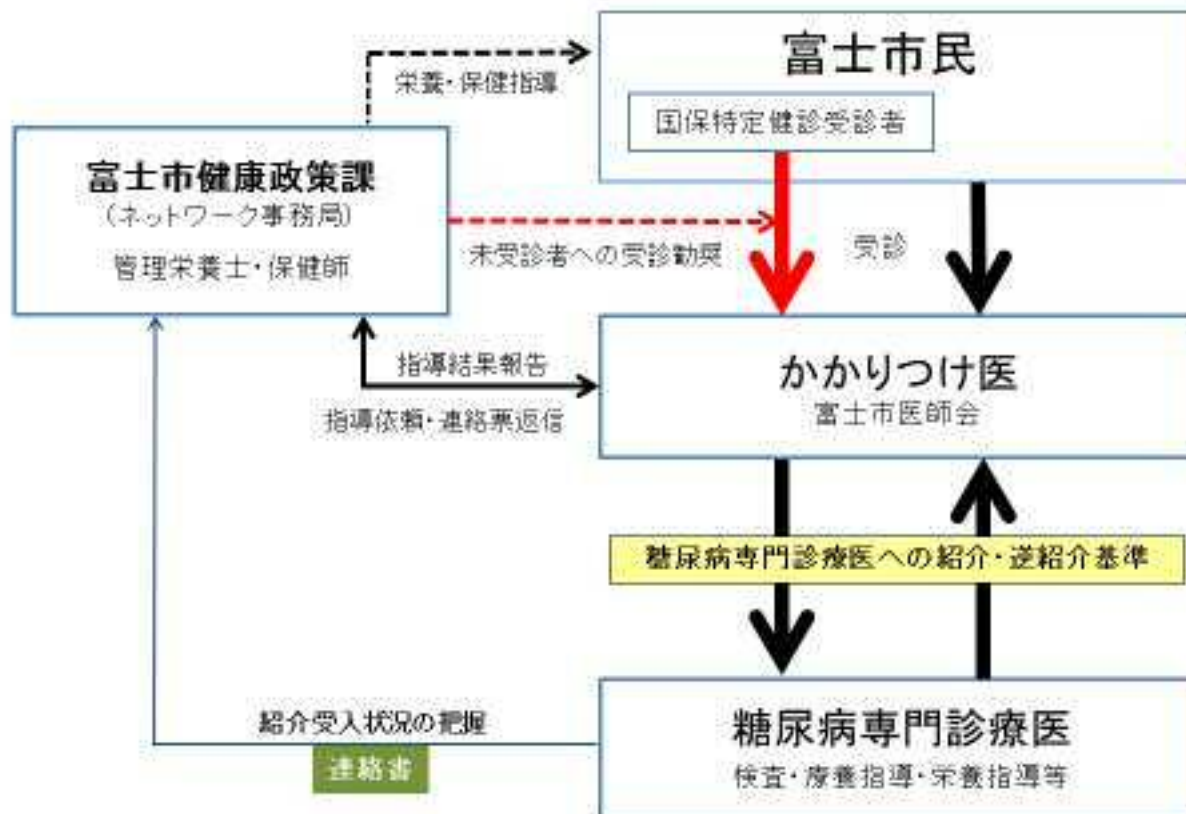 富士市民
国保特定健診受診者
栄養・保健指導
富士市健康政策課
（ネットワーク事務局）
管理栄養士・保健師
未受診者への受診勧奨
受診
指導結果報告
指導依頼・連絡票返信
かかりつけ医
富士市医師会
糖尿病専門診療医への紹介・逆紹介基準
紹介受入状況の把握
連絡書
糖尿病専門診療医
検査・療養指導・栄養指導等